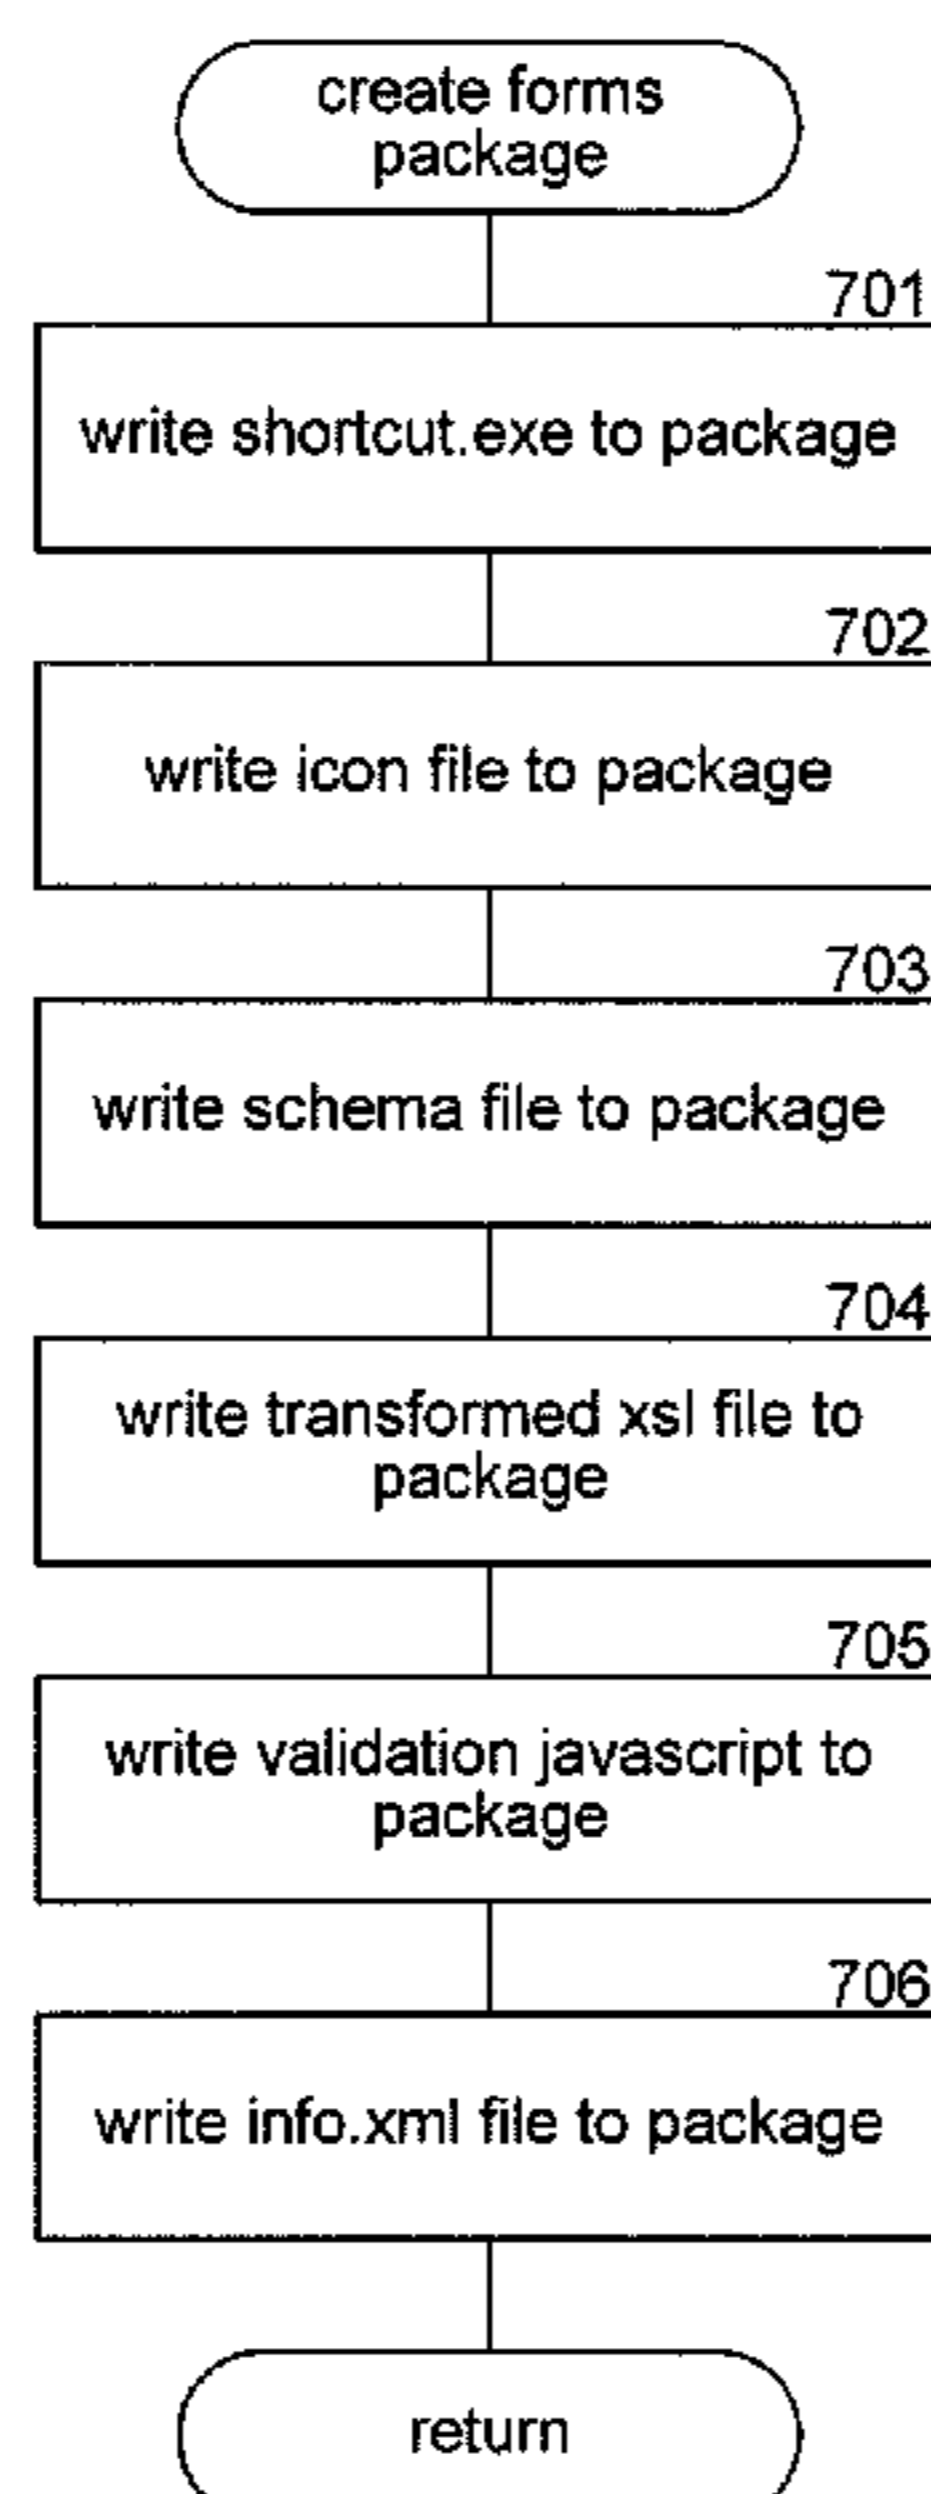 create forms
package
701
write shortcut.exe to package
702
write icon file to package
703
write schema file to package
704
write transformed xsl file to
package
705
write validation javascript to
package
706
write info.xml file to package
return